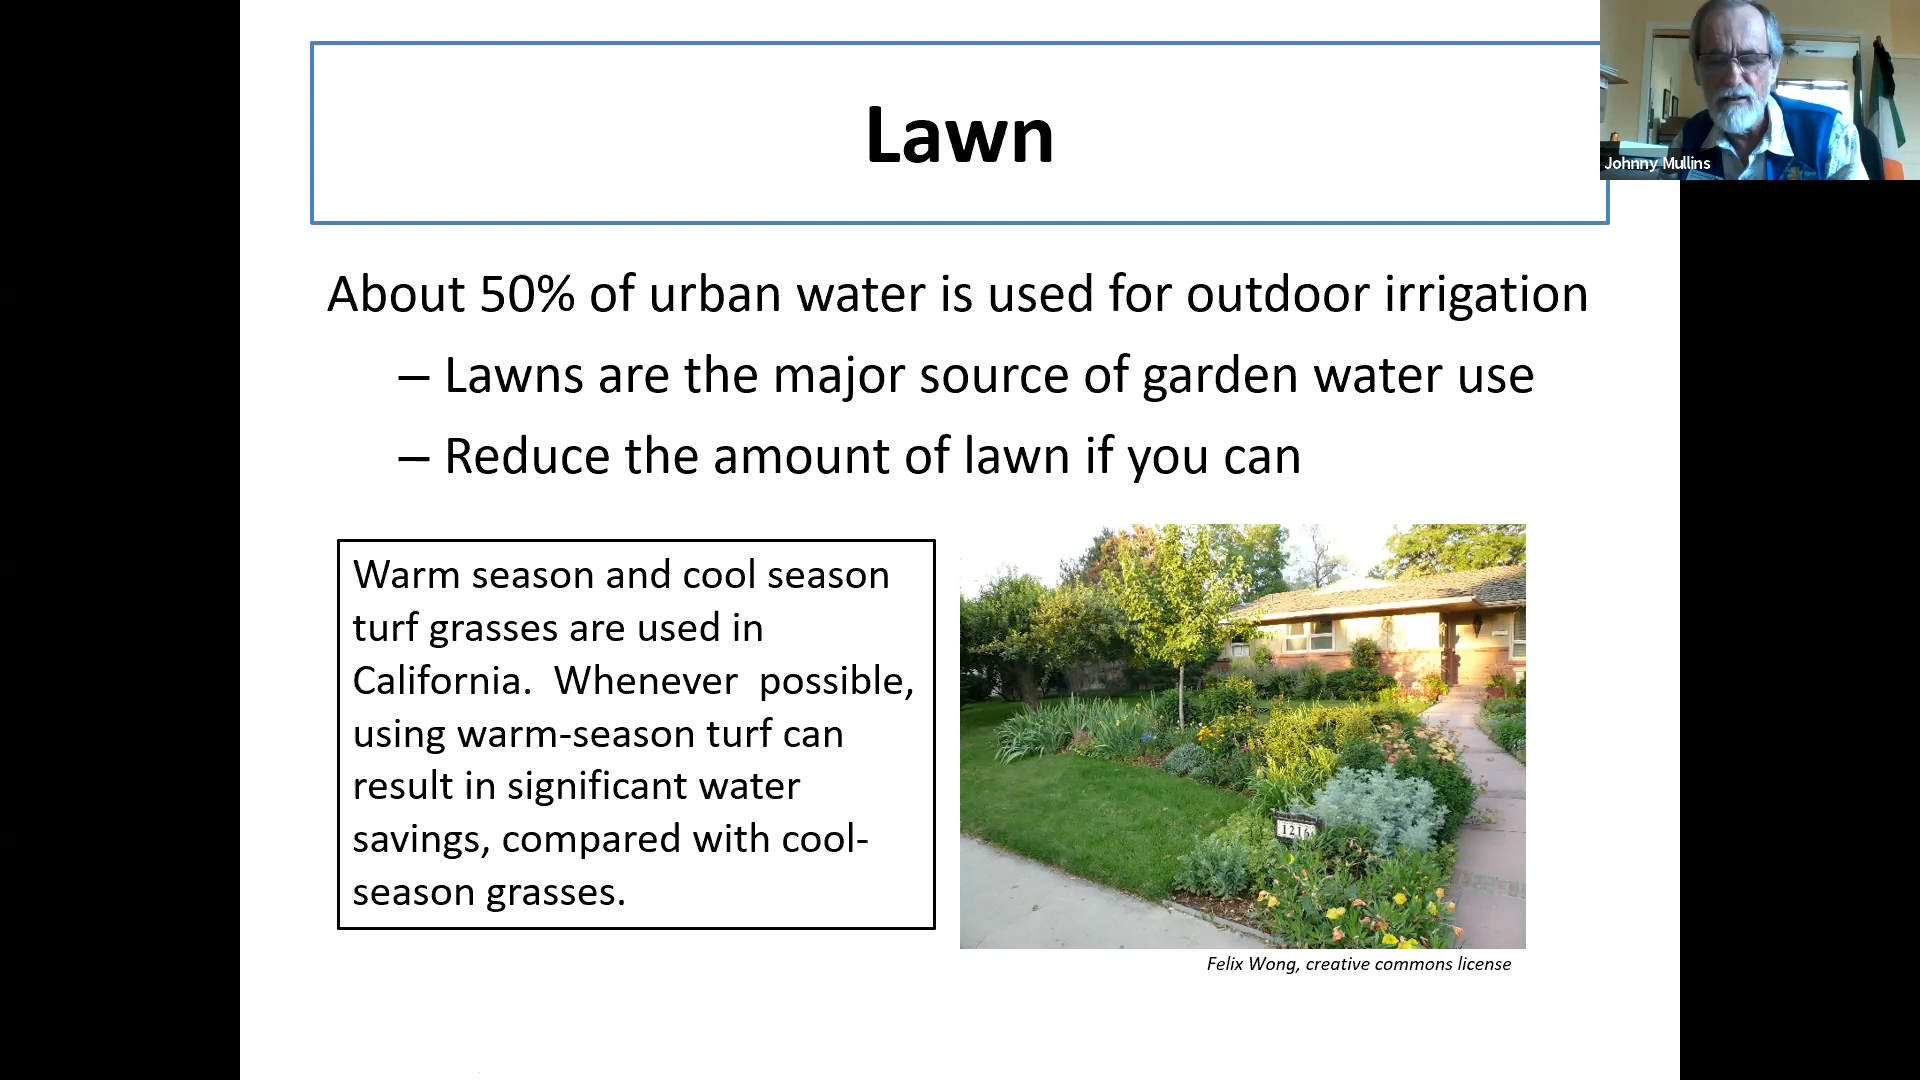 Lawn
Johnny Mullins
About 50% of urban water is used for outdoor irrigation
– Lawns are the major source of garden water use
– Reduce the amount of lawn if you can
Warm season and cool season
turf grasses are used in
California.  Whenever  possible,
using warm-season turf can
result in significant water
savings, compared with cool-
season grasses.
1216
Felix Wong, creative commons license